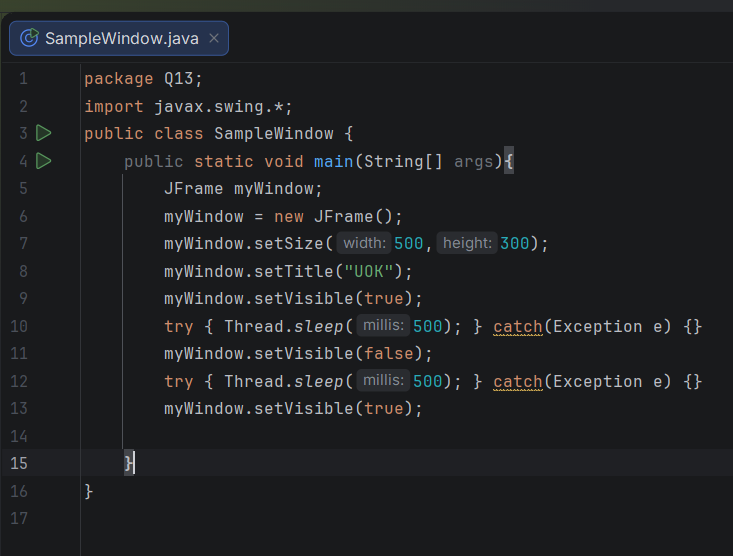 SampleWindow.java
1 package Q13;
2 import javax.swing.*;
3 public class SampleWindow {
4 public static void main(String[] args){
5 JFrame myWindow;
6 myWindow = new JFrame();
7 myWindow.setSize( width: 500, height: 300);
8 myWindow.setTitle("UOK");
9 myWindow.setVisible(true);
10 try { Thread.sleep( millis: 500); } catch(Exception e) {}
11 myWindow.setVisible(false);
12 try { Thread.sleep( millis: 500); } catch(Exception e) {}
13 myWindow.setVisible(true);
14
15 }
16 }
17